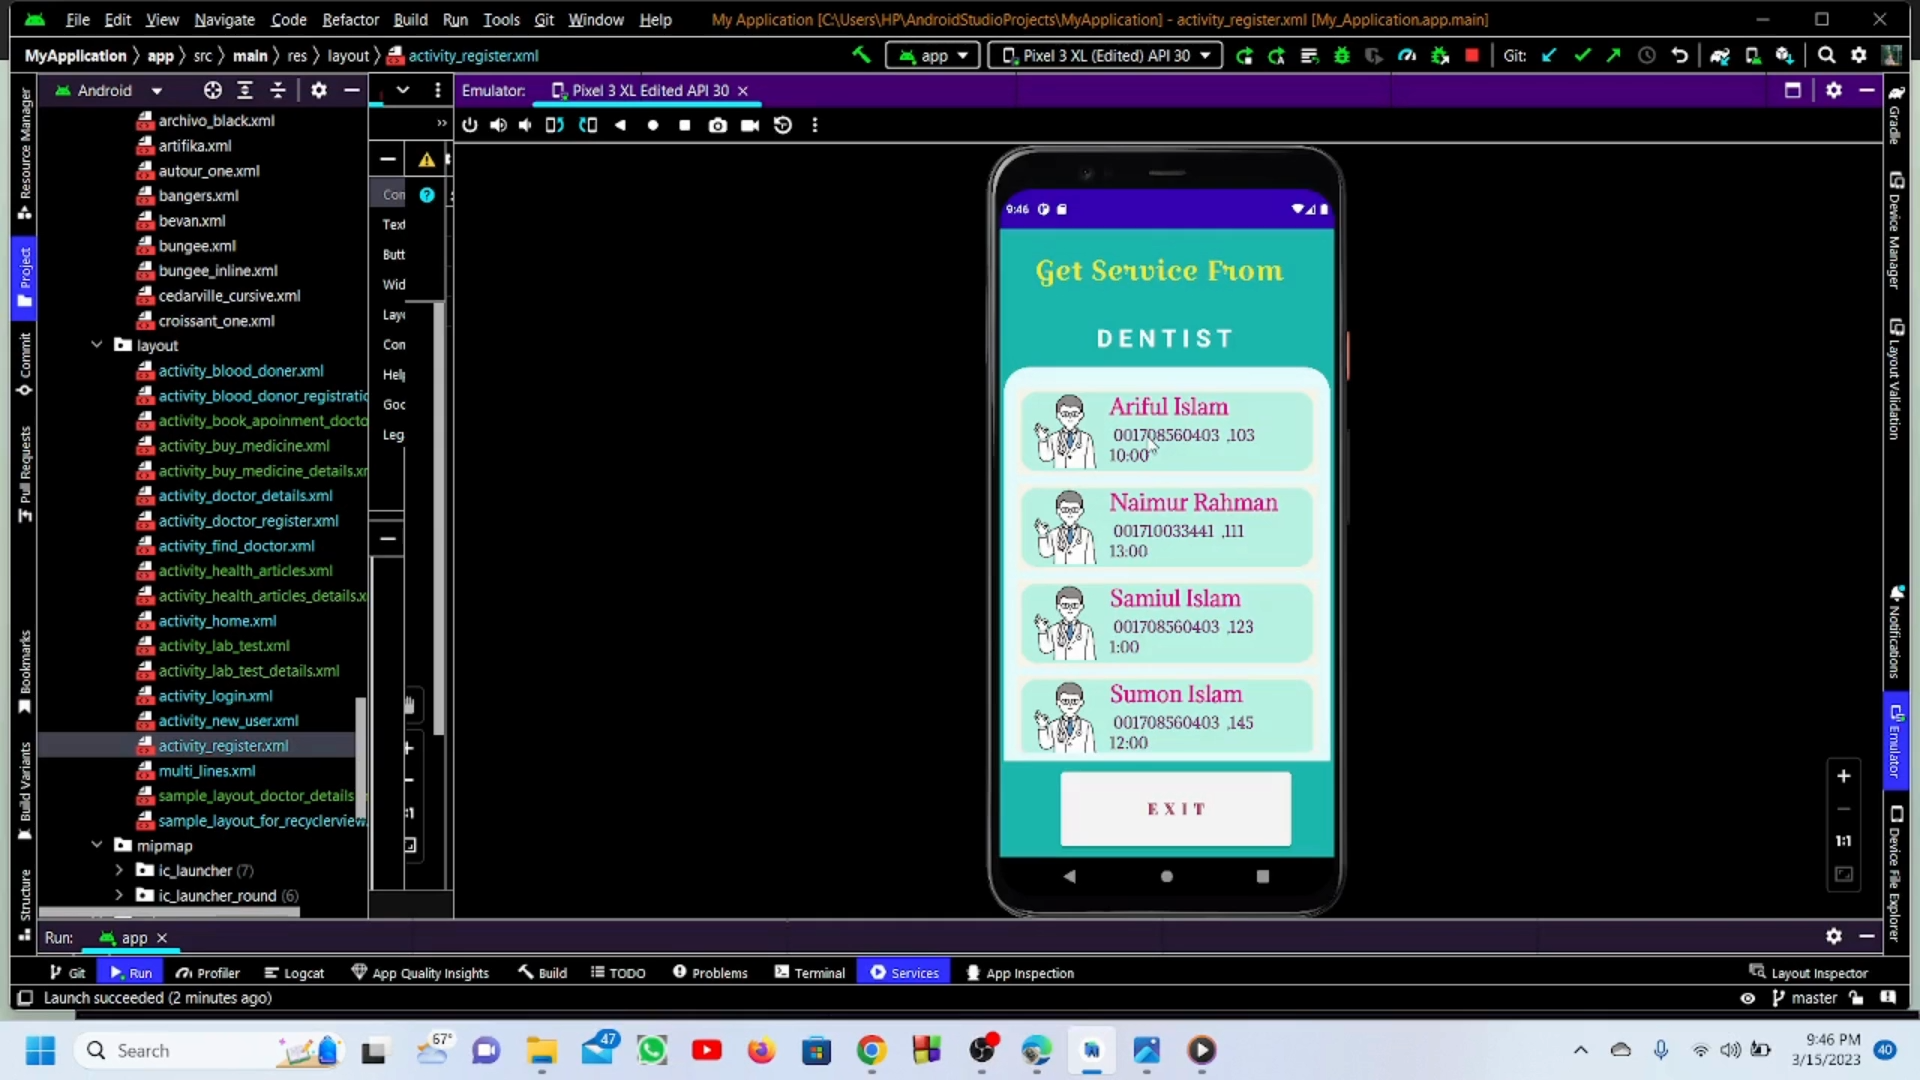 File Edit View Navigate Code Refactor Build Run Tools Git Window Help My Application [C:\Users\HP\AndroidStudioProjects\MyApplication] - activity_register.xml [My_Application.app.main]
MyApplication app src main res layout activity_register.xml app Pixel 3 XL (Edited) API 30 Git:
Android Emulator: Pixel 3 XL Edited API 30
archivo_black.xml
artifika.xml
autour_one.xml
bangers.xml
bevan.xml
bungee.xml
bungee_inline.xml
cedarville_cursive.xml
croissant_one.xml
layout
activity_blood_doner.xml
activity_blood_donor_registratic
activity_book_apoinment_docto
activity_buy_medicine.xml
activity_buy_medicine_details.xr
activity_doctor_details.xml
activity_doctor_register.xml
activity_find_doctor.xml
activity_health_articles.xml
activity_health_articles_details.x
activity_home.xml
activity_lab_test.xml
activity_lab_test_details.xml
activity_login.xml
activity_new_user.xml
activity_register.xml
multi_lines.xml
sample_layout_doctor_details
sample_layout_for_recyclerview.
mipmap
ic_launcher (7)
ic_launcher_round (6)
Resource Manager
Project
Commit
Pull Requests
Bookmarks
Build Variants
Structure
Con
Text
Butt
Wid
Layo
Con
Help
Goo
Leg
9:46
Get Service From
DENTIST
Ariful Islam
001708560403 ,103
10:00
Naimur Rahman
001710033441 ,111
13:00
Samiul Islam
001708560403 ,123
1:00
Sumon Islam
001708560403 ,145
12:00
EXIT
1:1
Gradle
Device Manager
Layout Validation
Notifications
Emulator
Device File Explorer
Run: app
Git Run Profiler Logcat App Quality Insights Build TODO Problems Terminal Services App Inspection Layout Inspector
Launch succeeded (2 minutes ago) master
Search 67° 47 9:46 PM
3/15/2023 40